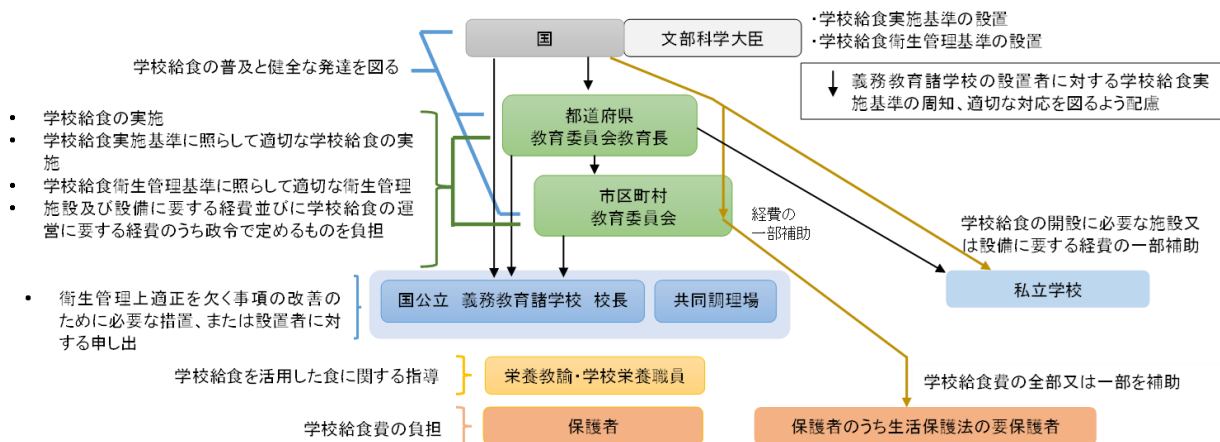 国
文部科学大臣
・学校給食実施基準の設置
・学校給食衛生管理基準の設置
学校給食の普及と健全な発達を図る
義務教育諸学校の設置者に対する学校給食実
施基準の周知、適切な対応を図るよう配慮
都道府県
教育委員会教育長
• 学校給食の実施
• 学校給食実施基準に照らして適切な学校給食の実
施
• 学校給食衛生管理基準に照らして適切な衛生管理
• 施設及び設備に要する経費並びに学校給食の運
営に要する経費のうち政令で定めるものを負担
市区町村
教育委員会
経費の
一部補助
学校給食の開設に必要な施設又
は設備に要する経費の一部補助
私立学校
• 衛生管理上適正を欠く事項の改善の
ために必要な措置、または設置者に対
する申し出
国公立 義務教育諸学校 校長
共同調理場
学校給食を活用した食に関する指導
栄養教諭・学校栄養職員
学校給食費の全部又は一部を補助
学校給食費の負担
保護者
保護者のうち生活保護法の要保護者